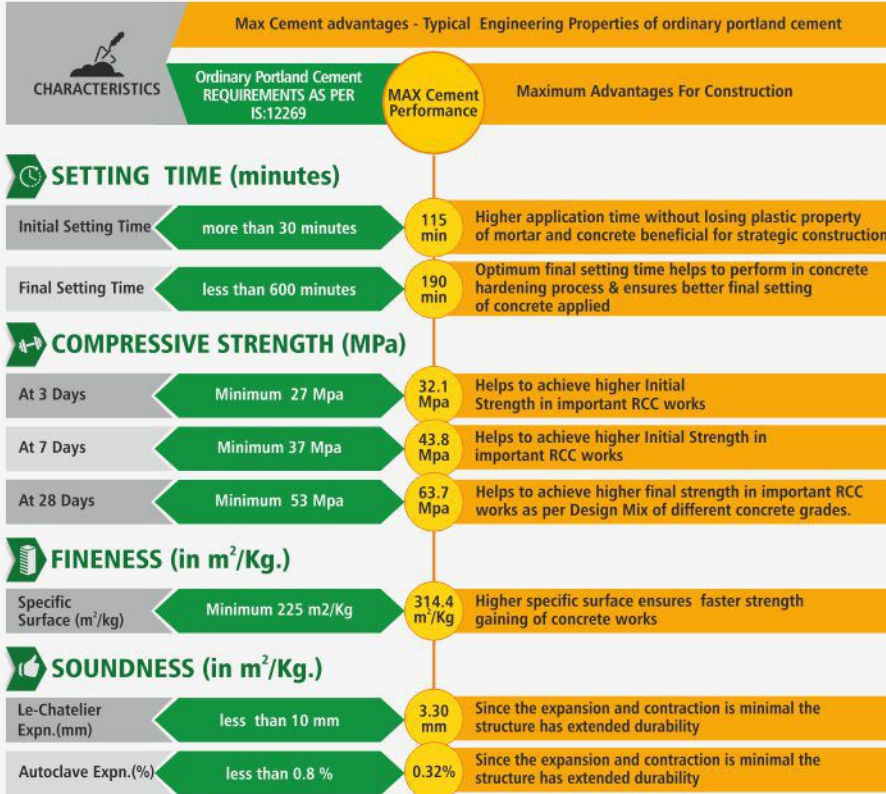 Max Cement advantages - Typical Engineering Properties of ordinary portland cement
CHARACTERISTICS
Ordinary Portland Cement
REQUIREMENTS AS PER
IS:12269
MAX Cement
Performance
Maximum Advantages For Construction
SETTING TIME (minutes)
Initial Setting Time
more than 30 minutes
115
min
Higher application time without losing plastic property
of mortar and concrete beneficial for strategic construction
Final Setting Time
less than 600 minutes
190
min
Optimum final setting time helps to perform in concrete
hardening process & ensures better final setting
of concrete applied
COMPRESSIVE STRENGTH (MPa)
At 3 Days
Minimum 27 Mpa
32.1
Mpa
Helps to achieve higher Initial
Strength in important RCC works
At 7 Days
Minimum 37 Mpa
43.8
Mpa
Helps to achieve higher Initial Strength in
important RCC works
At 28 Days
Minimum 53 Mpa
63.7
Mpa
Helps to achieve higher final strength in important RCC
works as per Design Mix of different concrete grades.
FINENESS (in m²/Kg.)
Specific
Surface (m²/kg)
Minimum 225 m2/Kg
314.4
m²/Kg
Higher specific surface ensures faster strength
gaining of concrete works
SOUNDNESS (in m²/Kg.)
Le-Chatelier
Expn.(mm)
less than 10 mm
3.30
mm
Since the expansion and contraction is minimal the
structure has extended durability
Autoclave Expn.(%)
less than 0.8 %
0.32%
Since the expansion and contraction is minimal the
structure has extended durability